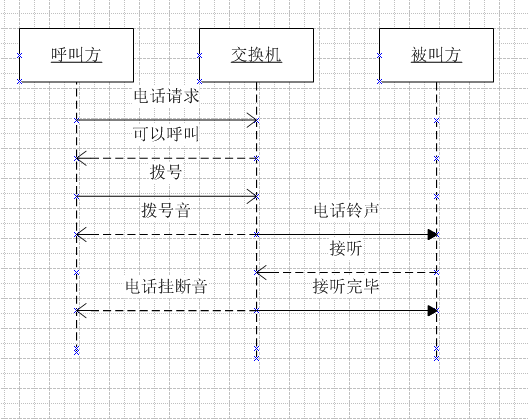 呼叫方
交换机
被叫方
电话请求
可以呼叫
拨号
拨号音
电话铃声
接听
电话挂断音
接听完毕